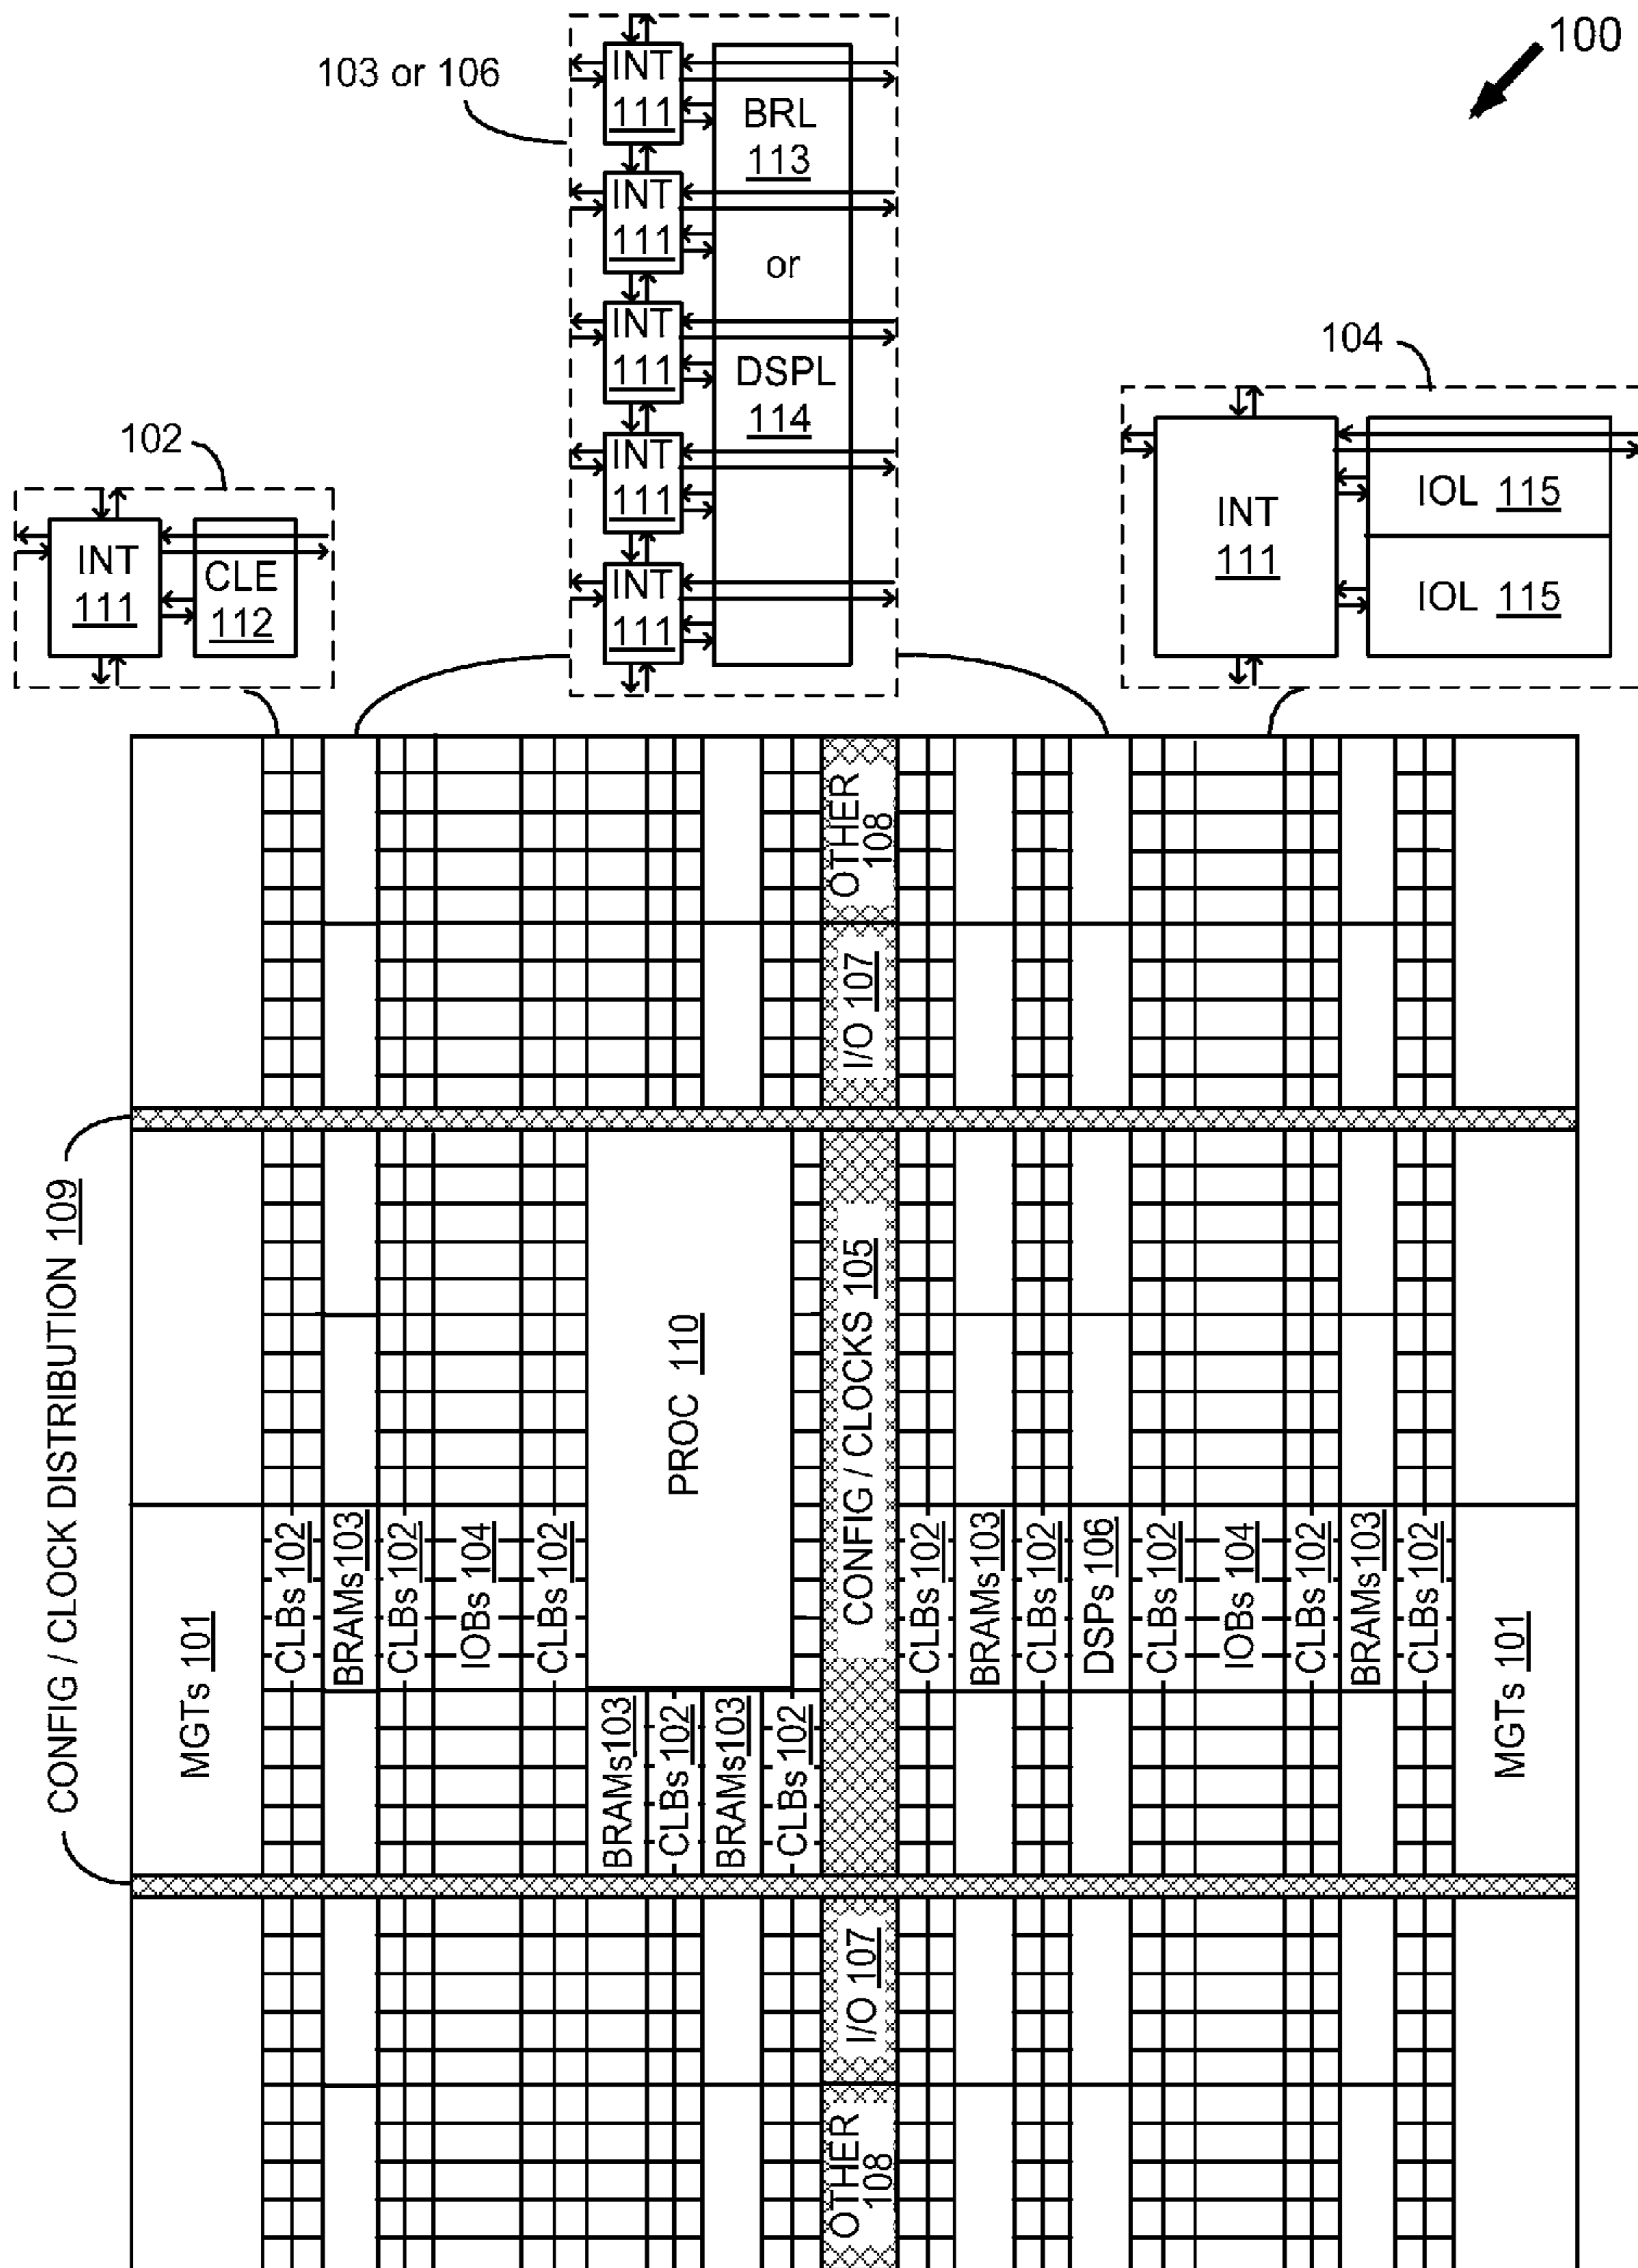 100
103 or 106
INT
111
INT
111
INT
111
INT
111
INT
111
BRL
113
or
DSPL
114
102
INT
111
CLE
112
104
INT
111
IOL 115
IOL 115
OTHER
108
I/O 107
CONFIG / CLOCK DISTRIBUTION 109
PROC 110
CONFIG / CLOCKS 105
MGTs 101
CLBs 102
BRAMs 103
CLBs 102
IOBs 104
CLBs 102
BRAMs 103
CLBs 102
BRAMs 103
CLBs 102
CLBs 102
BRAMs 103
CLBs 102
DSPs 106
CLBs 102
IOBs 104
CLBs 102
BRAMs 103
CLBs 102
MGTs 101
I/O 107
OTHER
108